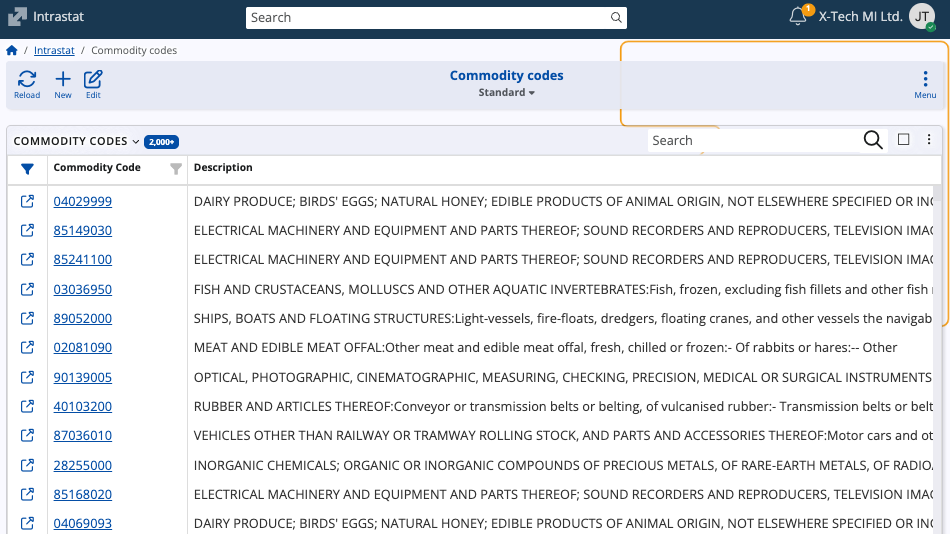 Intrastat
Search
1
X-Tech MI Ltd.
JT
/ Intrastat / Commodity codes
Reload
New
Edit
Commodity codes
Standard
Menu
COMMODITY CODES
2,000+
Search
Commodity Code
Description
04029999 DAIRY PRODUCE; BIRDS' EGGS; NATURAL HONEY; EDIBLE PRODUCTS OF ANIMAL ORIGIN, NOT ELSEWHERE SPECIFIED OR INC
85149030 ELECTRICAL MACHINERY AND EQUIPMENT AND PARTS THEREOF; SOUND RECORDERS AND REPRODUCERS, TELEVISION IMAG
85241100 ELECTRICAL MACHINERY AND EQUIPMENT AND PARTS THEREOF; SOUND RECORDERS AND REPRODUCERS, TELEVISION IMAG
03036950 FISH AND CRUSTACEANS, MOLLUSCS AND OTHER AQUATIC INVERTEBRATES:Fish, frozen, excluding fish fillets and other fish
89052000 SHIPS, BOATS AND FLOATING STRUCTURES:Light-vessels, fire-floats, dredgers, floating cranes, and other vessels the navigab
02081090 MEAT AND EDIBLE MEAT OFFAL:Other meat and edible meat offal, fresh, chilled or frozen:- Of rabbits or hares:-- Other
90139005 OPTICAL, PHOTOGRAPHIC, CINEMATOGRAPHIC, MEASURING, CHECKING, PRECISION, MEDICAL OR SURGICAL INSTRUMENTS
40103200 RUBBER AND ARTICLES THEREOF:Conveyor or transmission belts or belting, of vulcanised rubber:- Transmission belts or belt
87036010 VEHICLES OTHER THAN RAILWAY OR TRAMWAY ROLLING STOCK, AND PARTS AND ACCESSORIES THEREOF:Motor cars and ot
28255000 INORGANIC CHEMICALS; ORGANIC OR INORGANIC COMPOUNDS OF PRECIOUS METALS, OF RARE-EARTH METALS, OF RADIOA
85168020 ELECTRICAL MACHINERY AND EQUIPMENT AND PARTS THEREOF; SOUND RECORDERS AND REPRODUCERS, TELEVISION IMAG
04069093 DAIRY PRODUCE; BIRDS' EGGS; NATURAL HONEY; EDIBLE PRODUCTS OF ANIMAL ORIGIN, NOT ELSEWHERE SPECIFIED OR INC